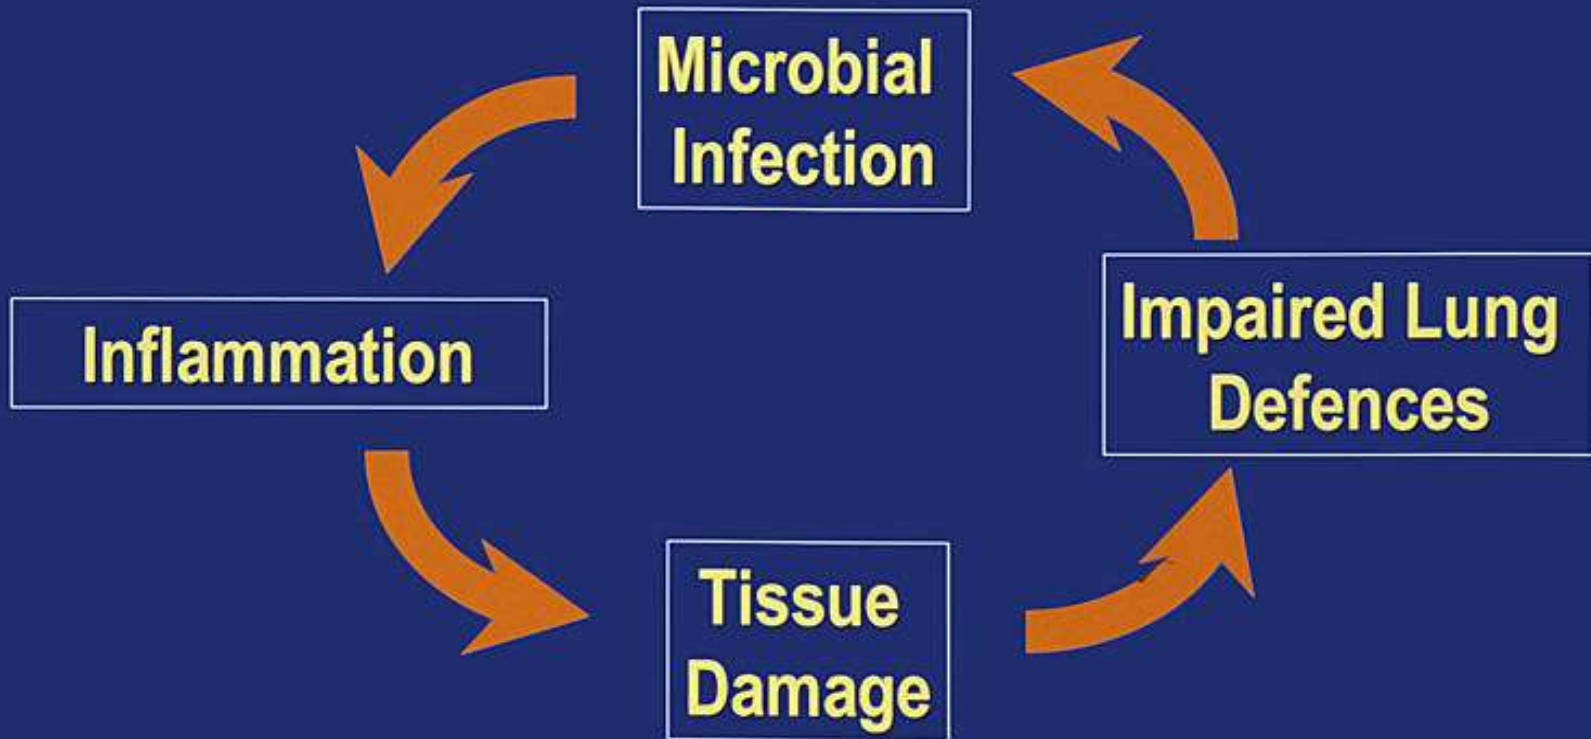 Microbial
Infection
Inflammation
Impaired Lung
Defences
Tissue
Damage